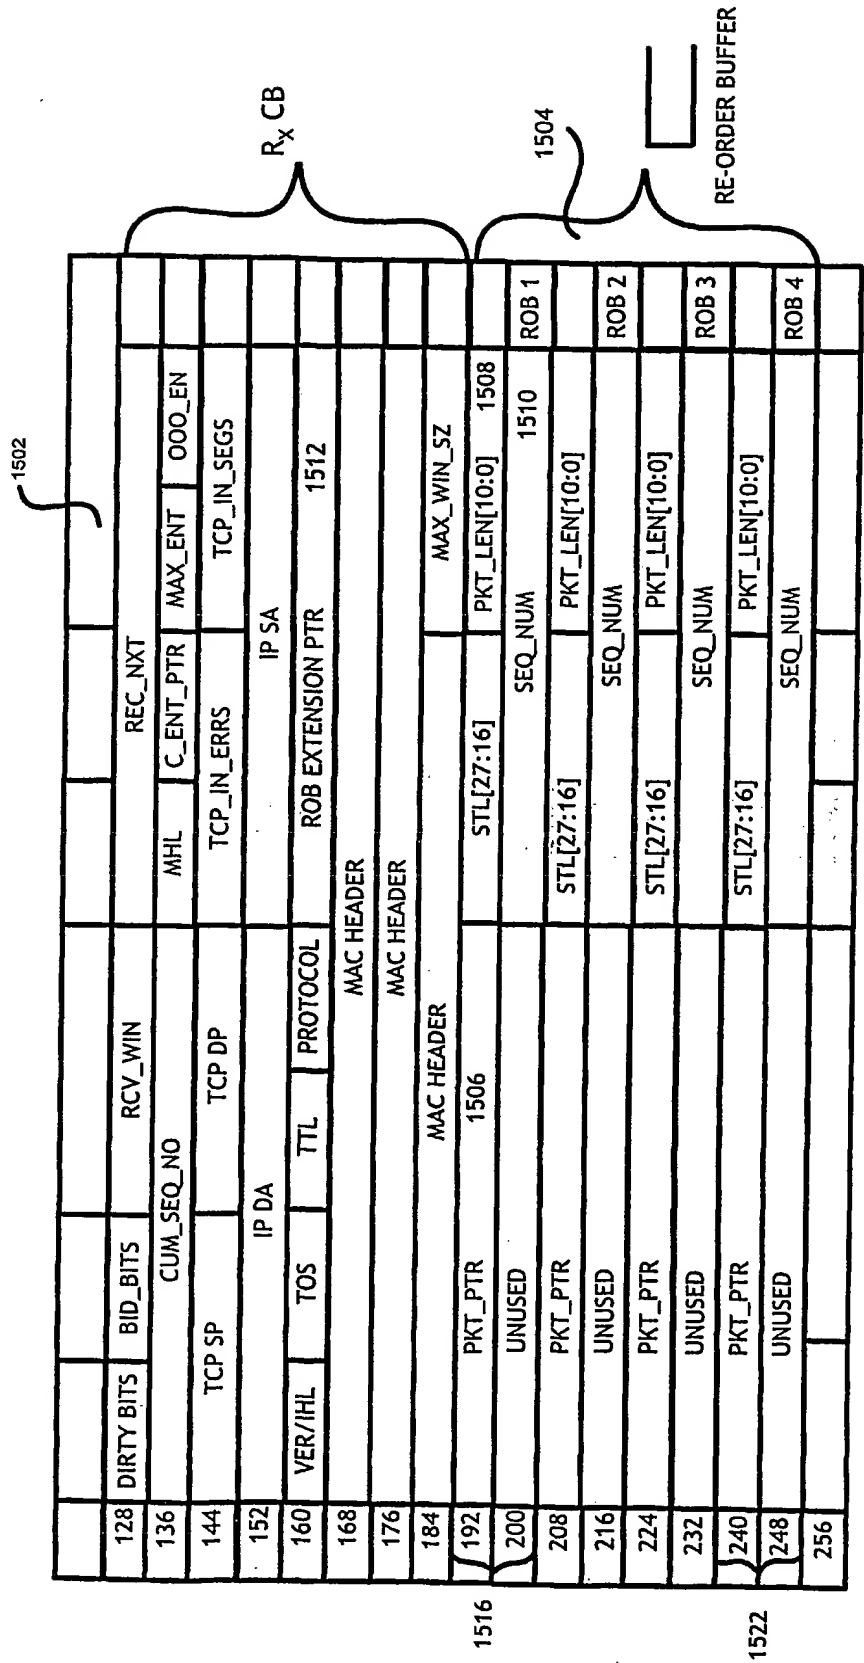 1502
128 DIRTY BITS BID_BITS RCV_WIN REC_NXT
136 CUM_SEQ_NO MHL C_ENT_PTR MAX_ENT OOO_EN
144 TCP SP TCP DP TCP_IN_ERRS TCP_IN_SEGS
152 IP DA IP SA
160 VER/IHL TOS TTL PROTOCOL ROB EXTENSION PTR 1512
168 MAC HEADER
176 MAC HEADER
184 MAC HEADER MAX_WIN_SZ
RX CB
192 PKT_PTR 1506 STL[27:16] PKT_LEN[10:0] 1508
200 UNUSED SEQ_NUM 1510 ROB 1
1516
208 PKT_PTR STL[27:16] PKT_LEN[10:0]
1504
216 UNUSED SEQ_NUM ROB 2
224 PKT_PTR STL[27:16] PKT_LEN[10:0]
232 UNUSED SEQ_NUM ROB 3
240 PKT_PTR STL[27:16] PKT_LEN[10:0]
248 UNUSED SEQ_NUM ROB 4
1522
256
RE-ORDER BUFFER